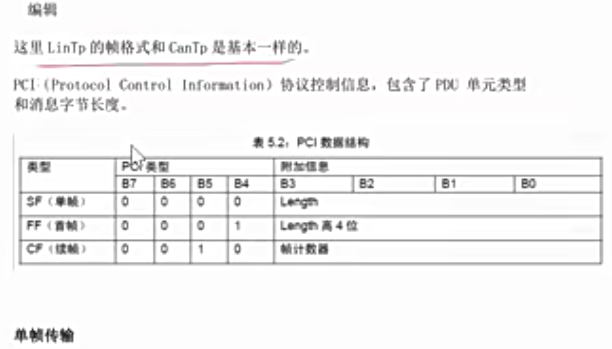 编辑
这里 LinTp 的帧格式和 CanTp 是基本一样的。
PCI (Protocol Control Information) 协议控制信息，包含了 PDU 单元类型
和消息字节长度。
表 5.2：PCI 数据结构
类型 PCI 类型 附加信息
B7 B6 B5 B4 B3 B2 B1 B0
SF（单帧） 0 0 0 0 Length
FF（首帧） 0 0 0 1 Length 高 4 位
CF（续帧） 0 0 1 0 帧计数器
单帧传输